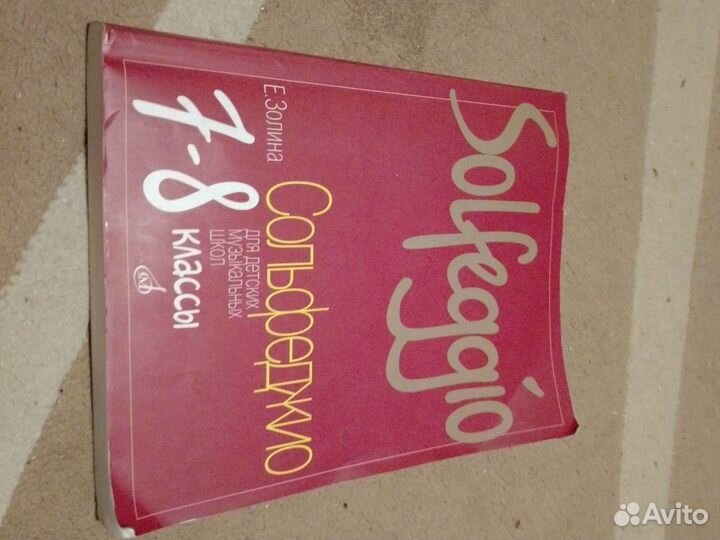 Solfeggio
Е. Золина
Сольфеджио
для детских
музыкальных
школ
7-8
классы
Avito